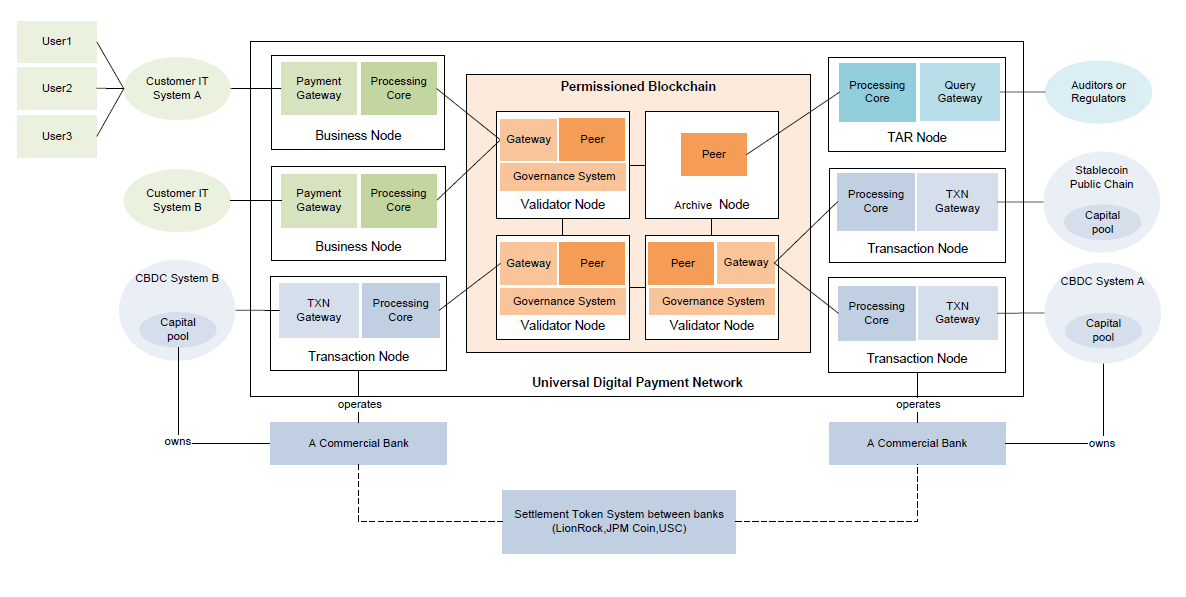 User1
User2
User3
Customer IT
System A
Customer IT
System B
CBDC System B
Capital
pool
Payment
Gateway
Processing
Core
Business Node
Payment
Gateway
Processing
Core
Business Node
TXN
Gateway
Processing
Core
Transaction Node
Permissioned Blockchain
Gateway
Peer
Governance System
Validator Node
Peer
Archive Node
Gateway
Peer
Governance System
Validator Node
Peer
Gateway
Governance System
Validator Node
Universal Digital Payment Network
Processing
Core
Query
Gateway
TAR Node
Processing
Core
TXN
Gateway
Transaction Node
Processing
Core
TXN
Gateway
Transaction Node
Auditors or
Regulators
Stablecoin
Public Chain
Capital
pool
CBDC System A
Capital
pool
operates
operates
owns
A Commercial Bank
A Commercial Bank
owns
Settlement Token System between banks
(LionRock,JPM Coin,USC)